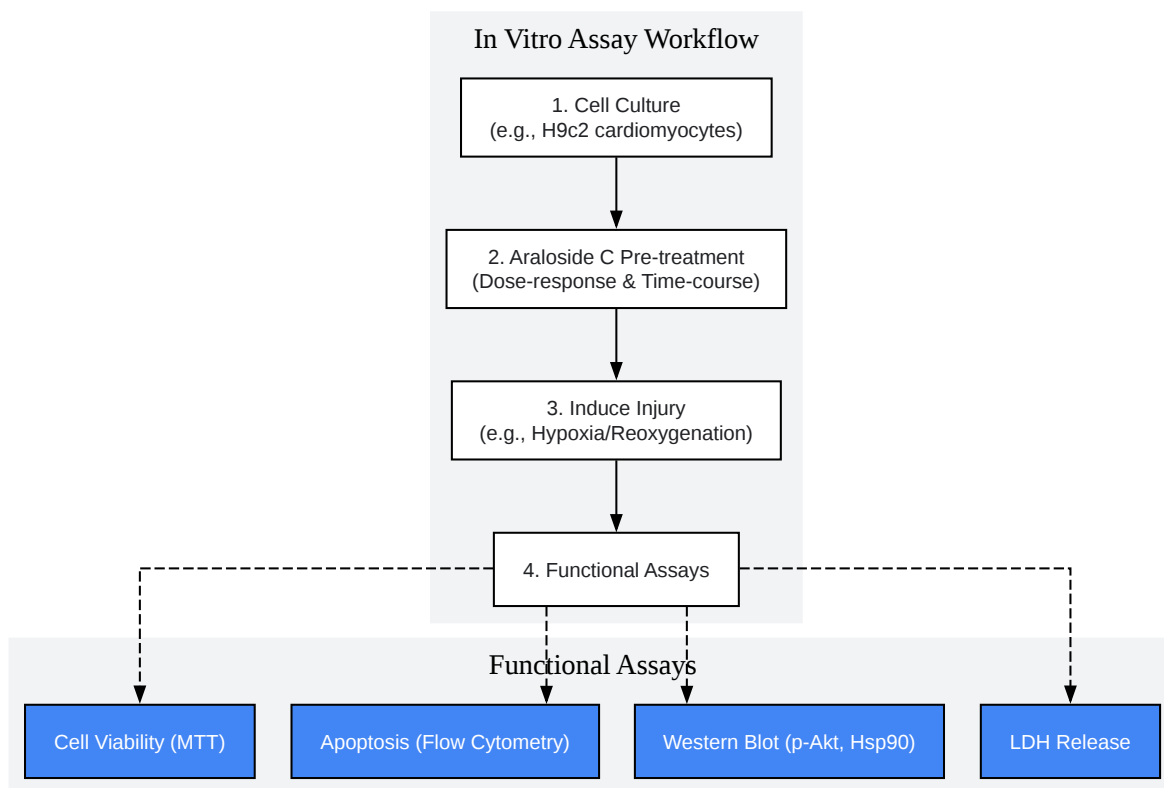 In Vitro Assay Workflow
1. Cell Culture
(e.g., H9c2 cardiomyocytes)
2. Araloside C Pre-treatment
(Dose-response & Time-course)
3. Induce Injury
(e.g., Hypoxia/Reoxygenation)
4. Functional Assays
Functional Assays
Cell Viability (MTT)
Apoptosis (Flow Cytometry)
Western Blot (p-Akt, Hsp90)
LDH Release